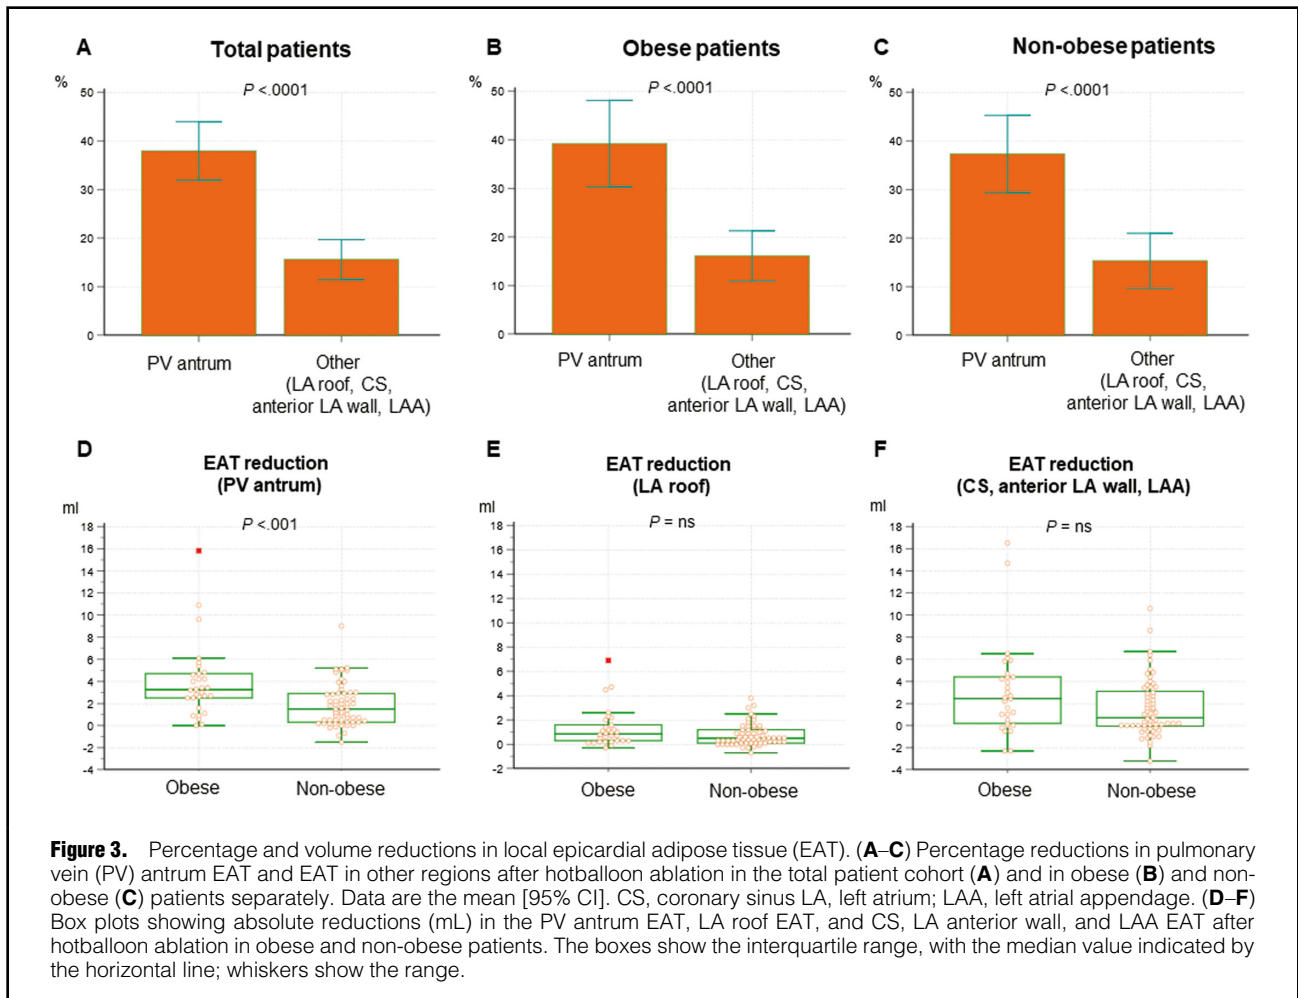 A
Total patients
%
P <.0001
50
40
30
20
10
0
PV antrum
Other
(LA roof, CS,
anterior LA wall, LAA)
B
Obese patients
P <.0001
50
40
30
20
10
0
PV antrum
Other
(LA roof, CS,
anterior LA wall, LAA)
C
Non-obese patients
%
P <.0001
50
40
30
20
10
0
PV antrum
Other
(LA roof, CS,
anterior LA wall, LAA)
D
EAT reduction
(PV antrum)
ml
P <.001
18
16
14
12
10
8
6
4
2
0
-2
-4
Obese
Non-obese
E
EAT reduction
(LA roof)
ml
P = ns
18
16
14
12
10
8
6
4
2
0
-2
Obese
Non-obese
F
EAT reduction
(CS, anterior LA wall, LAA)
ml
P = ns
18
16
14
12
10
8
6
4
2
0
-2
-4
Obese
Non-obese
Figure 3. Percentage and volume reductions in local epicardial adipose tissue (EAT). (A–C) Percentage reductions in pulmonary
vein (PV) antrum EAT and EAT in other regions after hotballoon ablation in the total patient cohort (A) and in obese (B) and non-
obese (C) patients separately. Data are the mean [95% CI]. CS, coronary sinus LA, left atrium; LAA, left atrial appendage. (D–F)
Box plots showing absolute reductions (mL) in the PV antrum EAT, LA roof EAT, and CS, LA anterior wall, and LAA EAT after
hotballoon ablation in obese and non-obese patients. The boxes show the interquartile range, with the median value indicated by
the horizontal line; whiskers show the range.